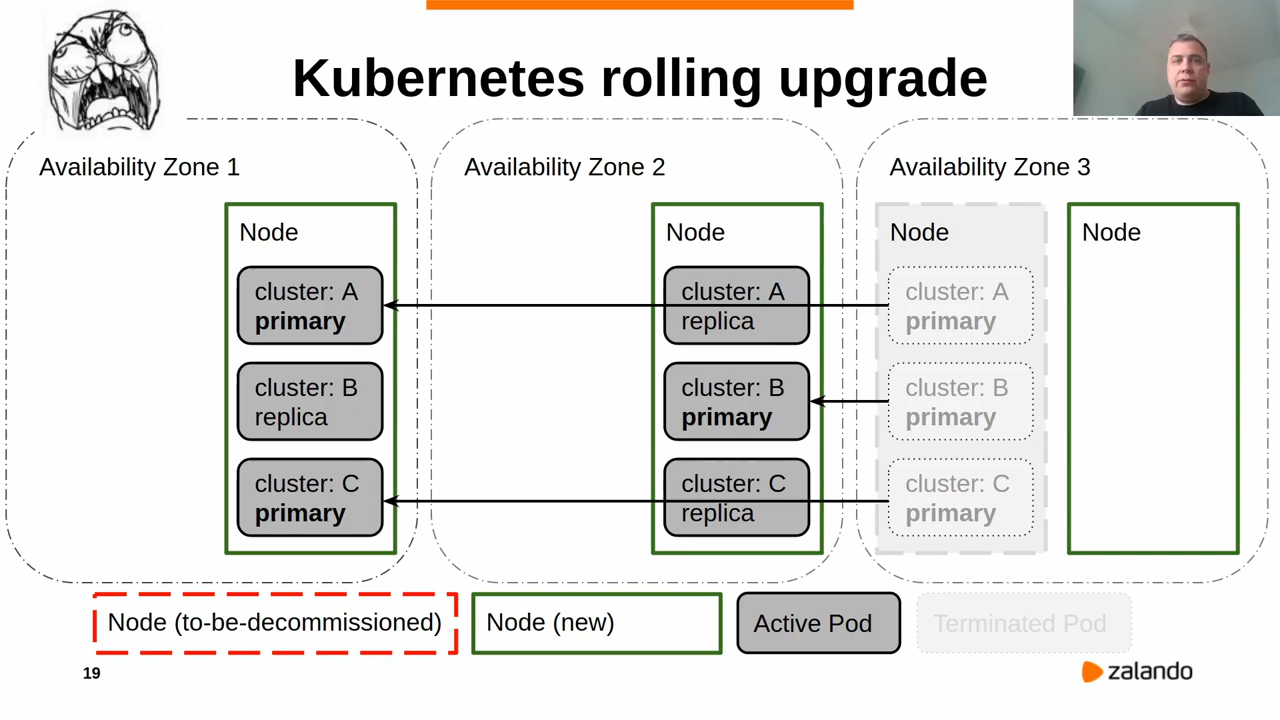 Kubernetes rolling upgrade
Availability Zone 1
Node
cluster: A
primary
cluster: B
replica
cluster: C
primary
Availability Zone 2
Node
cluster: A
replica
cluster: B
primary
cluster: C
replica
Availability Zone 3
Node
cluster: A
primary
cluster: B
primary
cluster: C
primary
Node
Node (to-be-decommissioned)
Node (new)
Active Pod
Terminated Pod
19
zalando